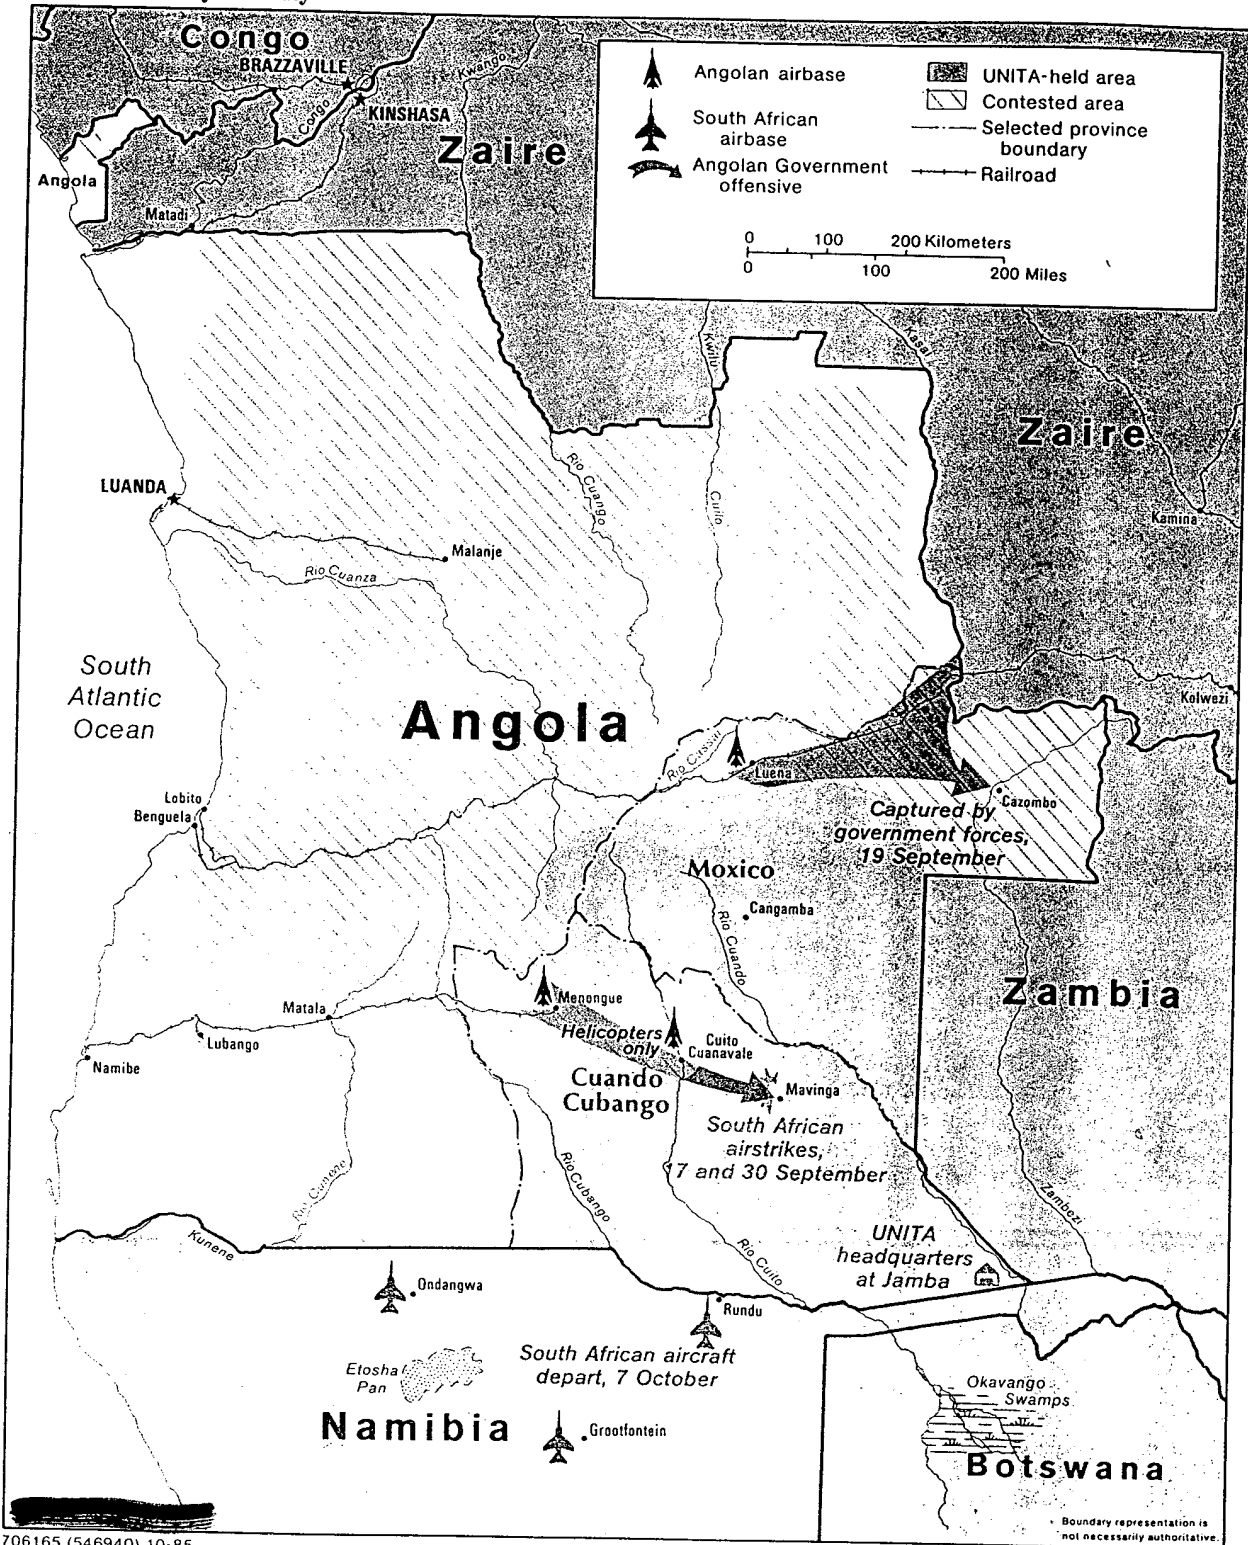 Congo
BRAZZAVILLE
KINSHASA
Congo
Kwango
Zaire
Angola
Matadi
Angolan airbase
South African
airbase
Angolan Government
offensive
UNITA-held area
Contested area
Selected province
boundary
Railroad
0 100 200 Kilometers
0 100 200 Miles
Kwilu
Kasai
Zaire
Kamina
Rio Cuango
Cuilo
LUANDA
Malanje
Rio Cuanza
South
Atlantic
Ocean
Angola
Kolwezi
Rio Cassai
Luena
Cazombo
Captured by
government forces,
19 September
Lobito
Benguela
Moxico
Cangamba
Rio Cuando
Zambia
Menongue
Matala
Lubango
Namibe
Helicopters
only
Cuito
Cuanavale
Cuando
Cubango
Mavinga
South African
airstrikes,
17 and 30 September
Rio Cunene
Rio Cubango
Zambezi
Kunene
Rio Cuito
UNITA
headquarters
at Jamba
Ondangwa
Rundu
Etosha
Pan
South African aircraft
depart, 7 October
Namibia
Grootfontein
Okavango
Swamps
Botswana
Boundary representation is
not necessarily authoritative.
706165 (546940) 10-85